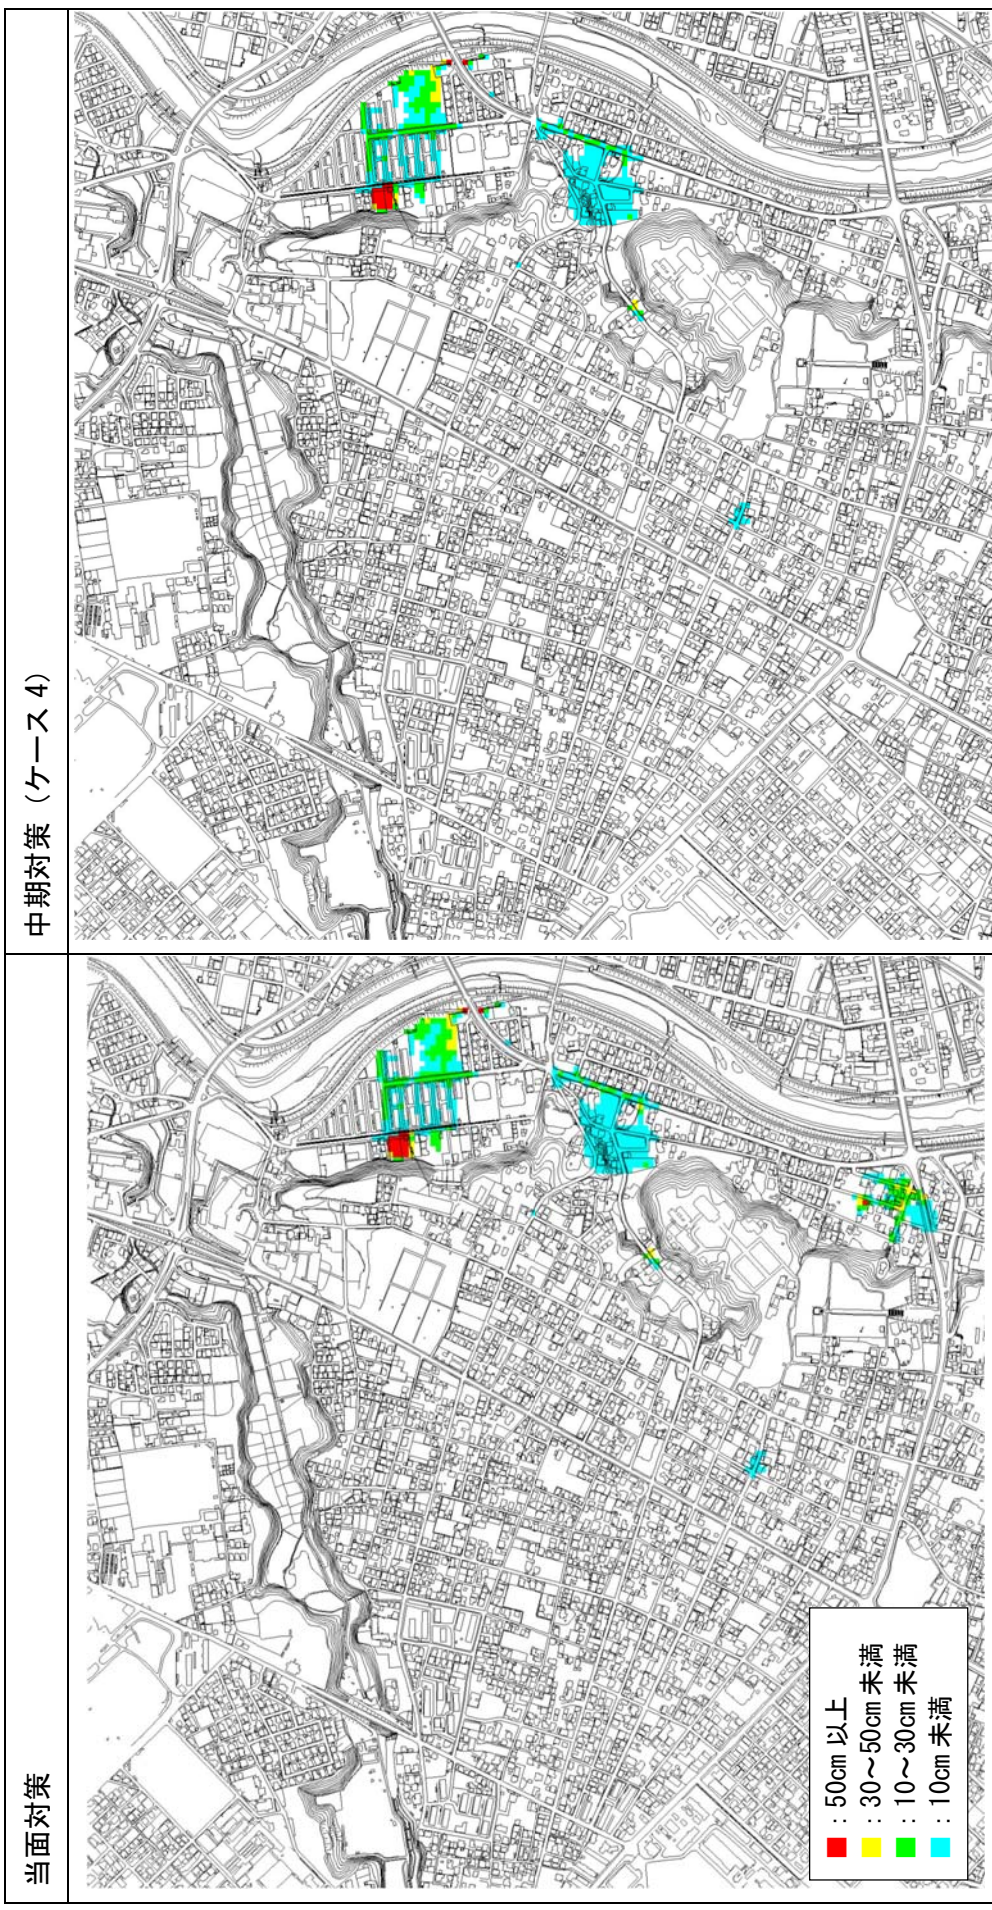 当面対策
中期対策（ケース 4）
：50cm 以上
：30～50cm 未満
：10～30cm 未満
：10cm 未満